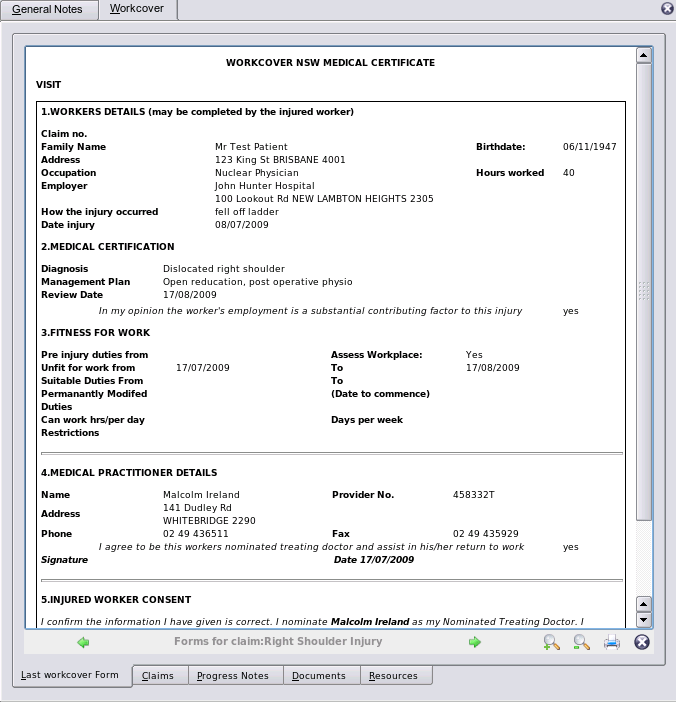 General Notes Workcover
WORKCOVER NSW MEDICAL CERTIFICATE
VISIT
1.WORKERS DETAILS (may be completed by the injured worker)
Claim no.
Family Name Mr Test Patient Birthdate: 06/11/1947
Address 123 King St BRISBANE 4001
Occupation Nuclear Physician Hours worked 40
Employer John Hunter Hospital
100 Lookout Rd NEW LAMBTON HEIGHTS 2305
How the injury occurred fell off ladder
Date injury 08/07/2009
2.MEDICAL CERTIFICATION
Diagnosis Dislocated right shoulder
Management Plan Open reducation, post operative physio
Review Date 17/08/2009
In my opinion the worker's employment is a substantial contributing factor to this injury yes
3.FITNESS FOR WORK
Pre injury duties from Assess Workplace: Yes
Unfit for work from 17/07/2009 To 17/08/2009
Suitable Duties From To
Permanantly Modifed (Date to commence)
Duties
Can work hrs/per day Days per week
Restrictions
4.MEDICAL PRACTITIONER DETAILS
Name Malcolm Ireland Provider No. 458332T
Address 141 Dudley Rd
WHITEBRIDGE 2290
Phone 02 49 436511 Fax 02 49 435929
I agree to be this workers nominated treating doctor and assist in his/her return to work yes
Signature Date 17/07/2009
5.INJURED WORKER CONSENT
I confirm the information I have given is correct. I nominate Malcolm Ireland as my Nominated Treating Doctor. I
Forms for claim:Right Shoulder Injury
Last workcover Form Claims Progress Notes Documents Resources